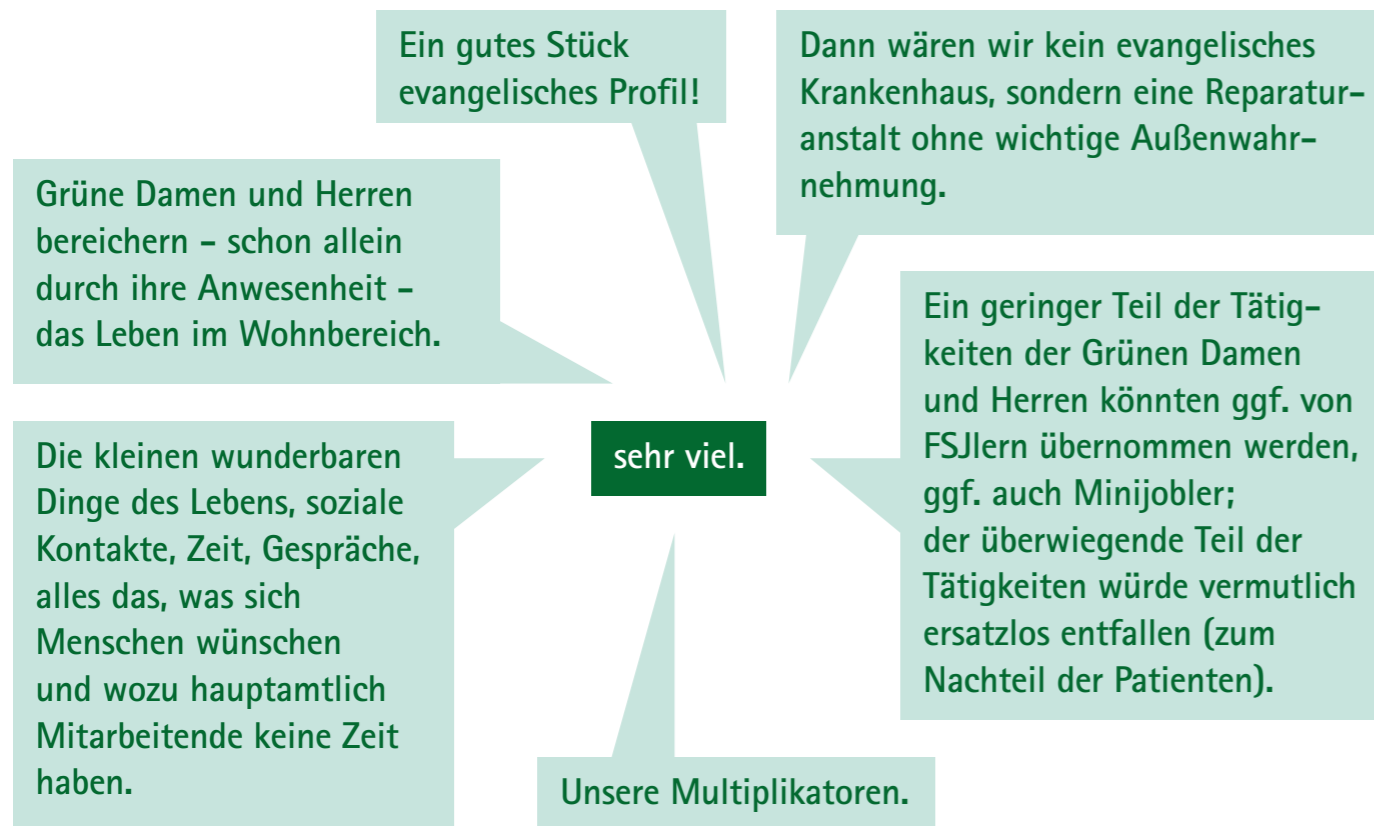 Ein gutes Stück
evangelisches Profil!
Dann wären wir kein evangelisches
Krankenhaus, sondern eine Reparatur-
anstalt ohne wichtige Außenwahr-
nehmung.
Grüne Damen und Herren
bereichern – schon allein
durch ihre Anwesenheit –
das Leben im Wohnbereich.
Ein geringer Teil der Tätig-
keiten der Grünen Damen
und Herren könnten ggf. von
FSJlern übernommen werden,
ggf. auch Minijobler;
der überwiegende Teil der
Tätigkeiten würde vermutlich
ersatzlos entfallen (zum
Nachteil der Patienten).
sehr viel.
Die kleinen wunderbaren
Dinge des Lebens, soziale
Kontakte, Zeit, Gespräche,
alles das, was sich
Menschen wünschen
und wozu hauptamtlich
Mitarbeitende keine Zeit
haben.
Unsere Multiplikatoren.